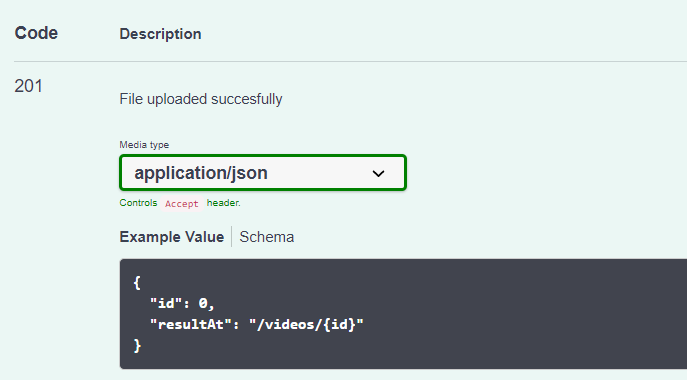 Code Description
201
File uploaded succesfully
Media type
application/json
Controls Accept header.
Example Value Schema
{
  "id": 0,
  "resultAt": "/videos/{id}"
}